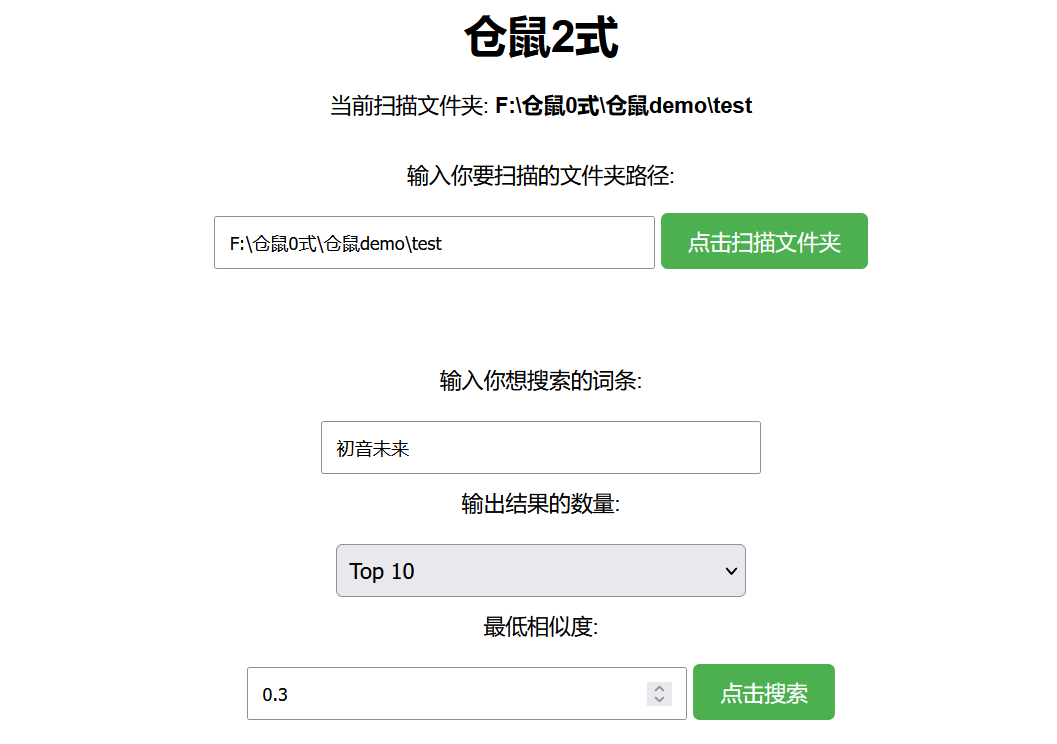 仓鼠2式
当前扫描文件夹: F:\仓鼠0式\仓鼠demo\test
输入你要扫描的文件夹路径:
F:\仓鼠0式\仓鼠demo\test 点击扫描文件夹
输入你想搜索的词条:
初音未来
输出结果的数量:
Top 10
最低相似度:
0.3 点击搜索